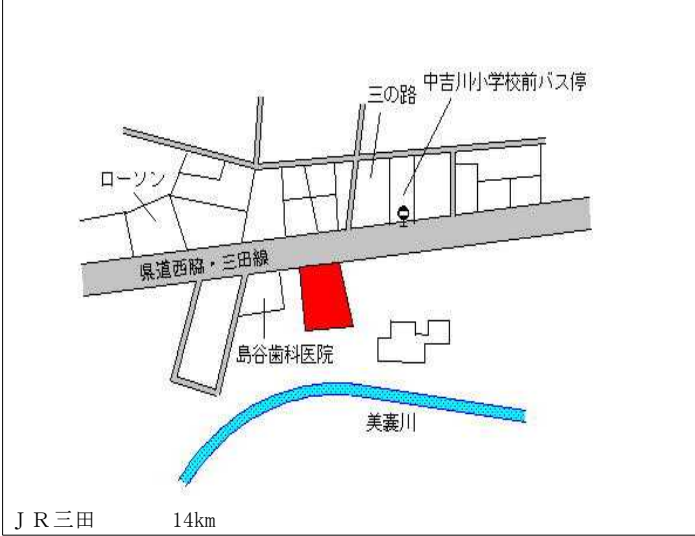 中吉川小学校前バス停
三の路
ローソン
県道西脇・三田線
島谷歯科医院
美嚢川
ＪＲ三田 14km